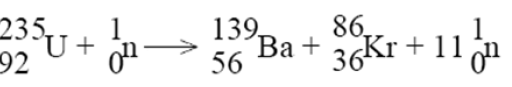 ²³⁵₉₂U + ¹₀n ⟶ ¹³⁹₅₆Ba + ⁸⁶₃₆Kr + 11 ¹₀n